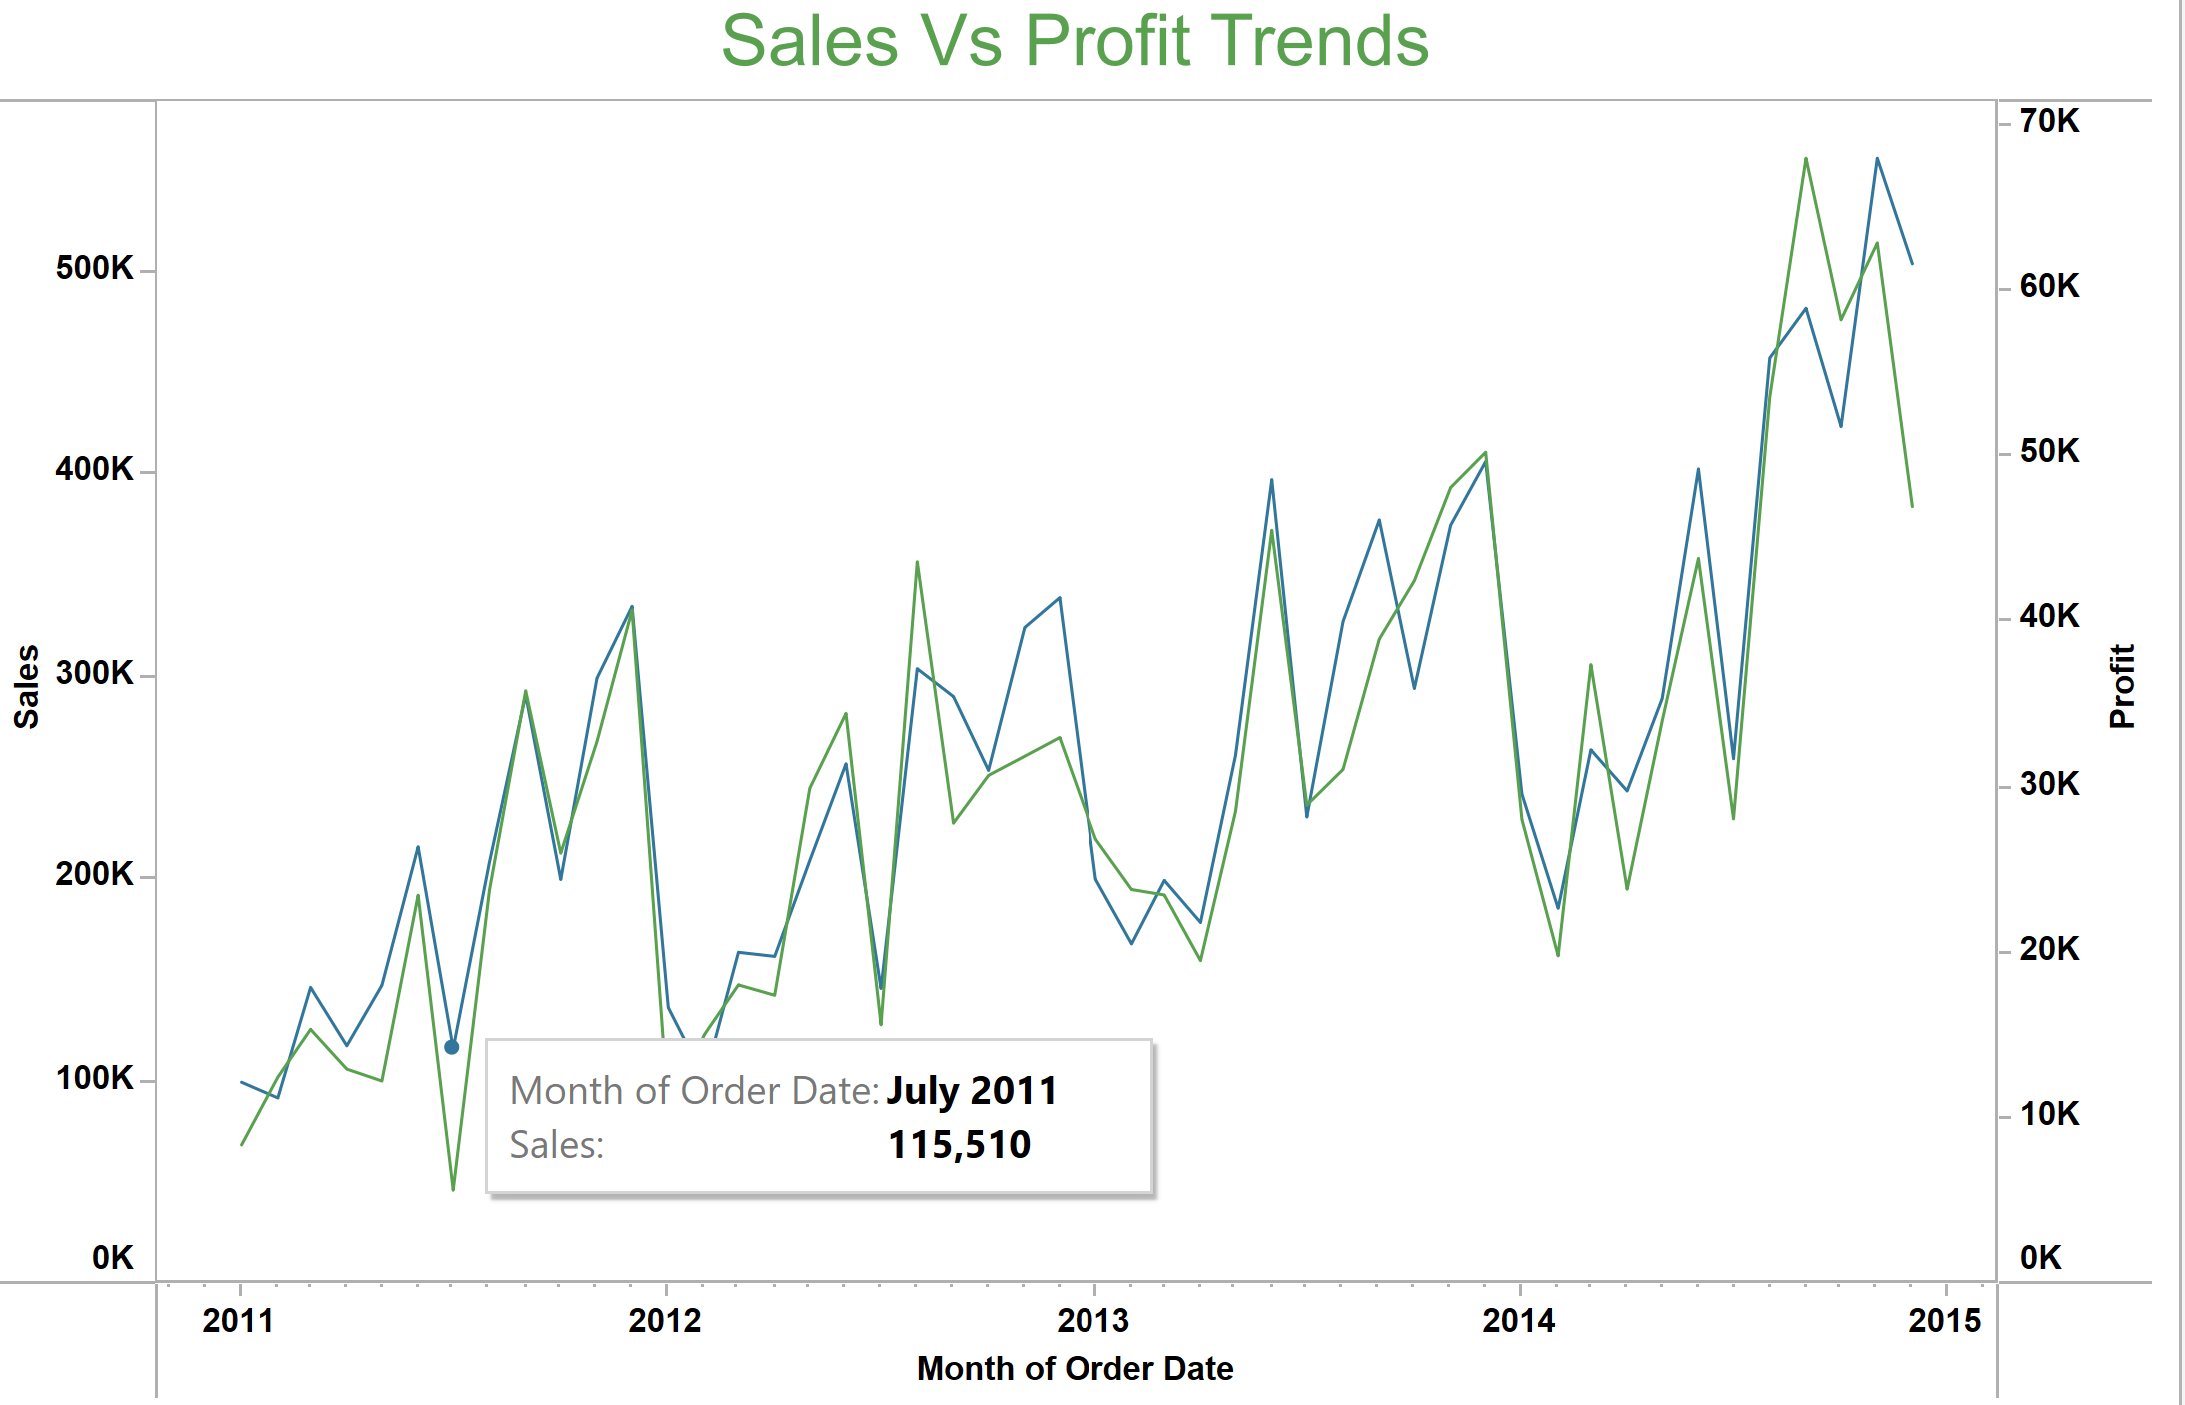 Sales Vs Profit Trends
70K
500K
60K
400K
50K
300K
40K
Sales
Profit
200K
30K
20K
100K
10K
Month of Order Date: July 2011
Sales: 115,510
0K
0K
2011 2012 2013 2014 2015
Month of Order Date